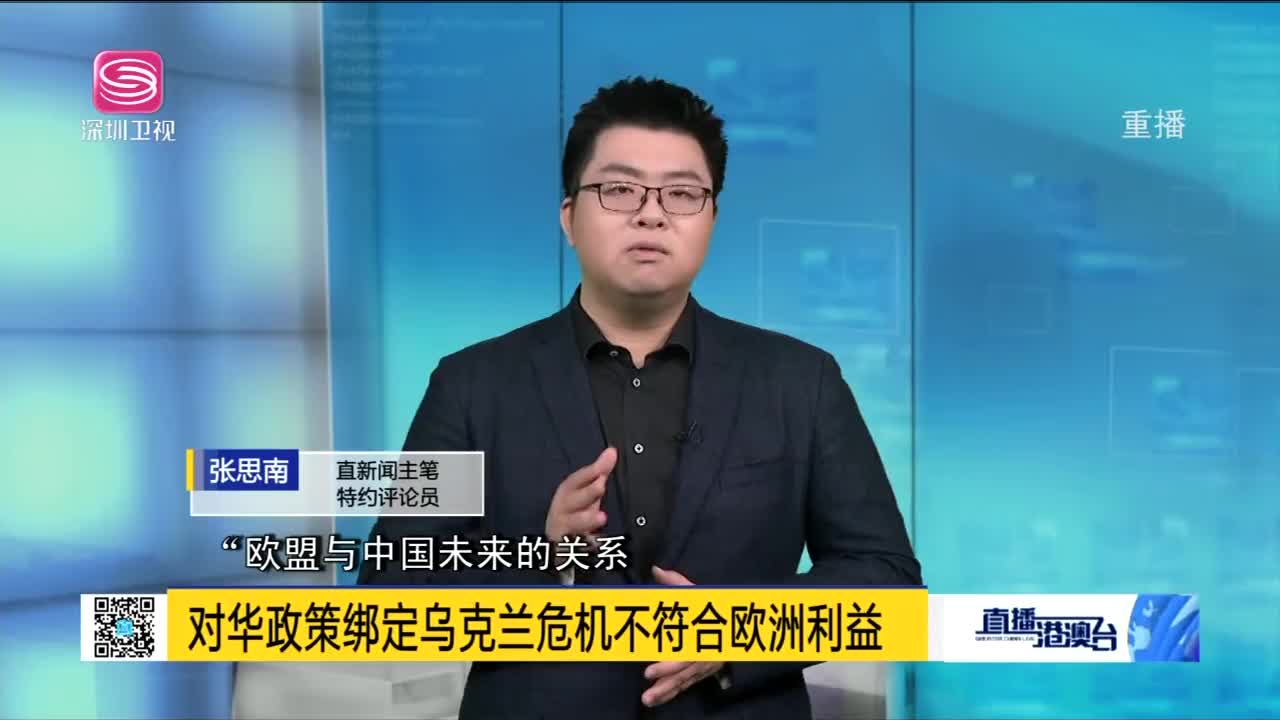 深圳卫视
重播
张思南
直新闻主笔
特约评论员
“欧盟与中国未来的关系
对华政策绑定乌克兰危机不符合欧洲利益
直播
港澳台